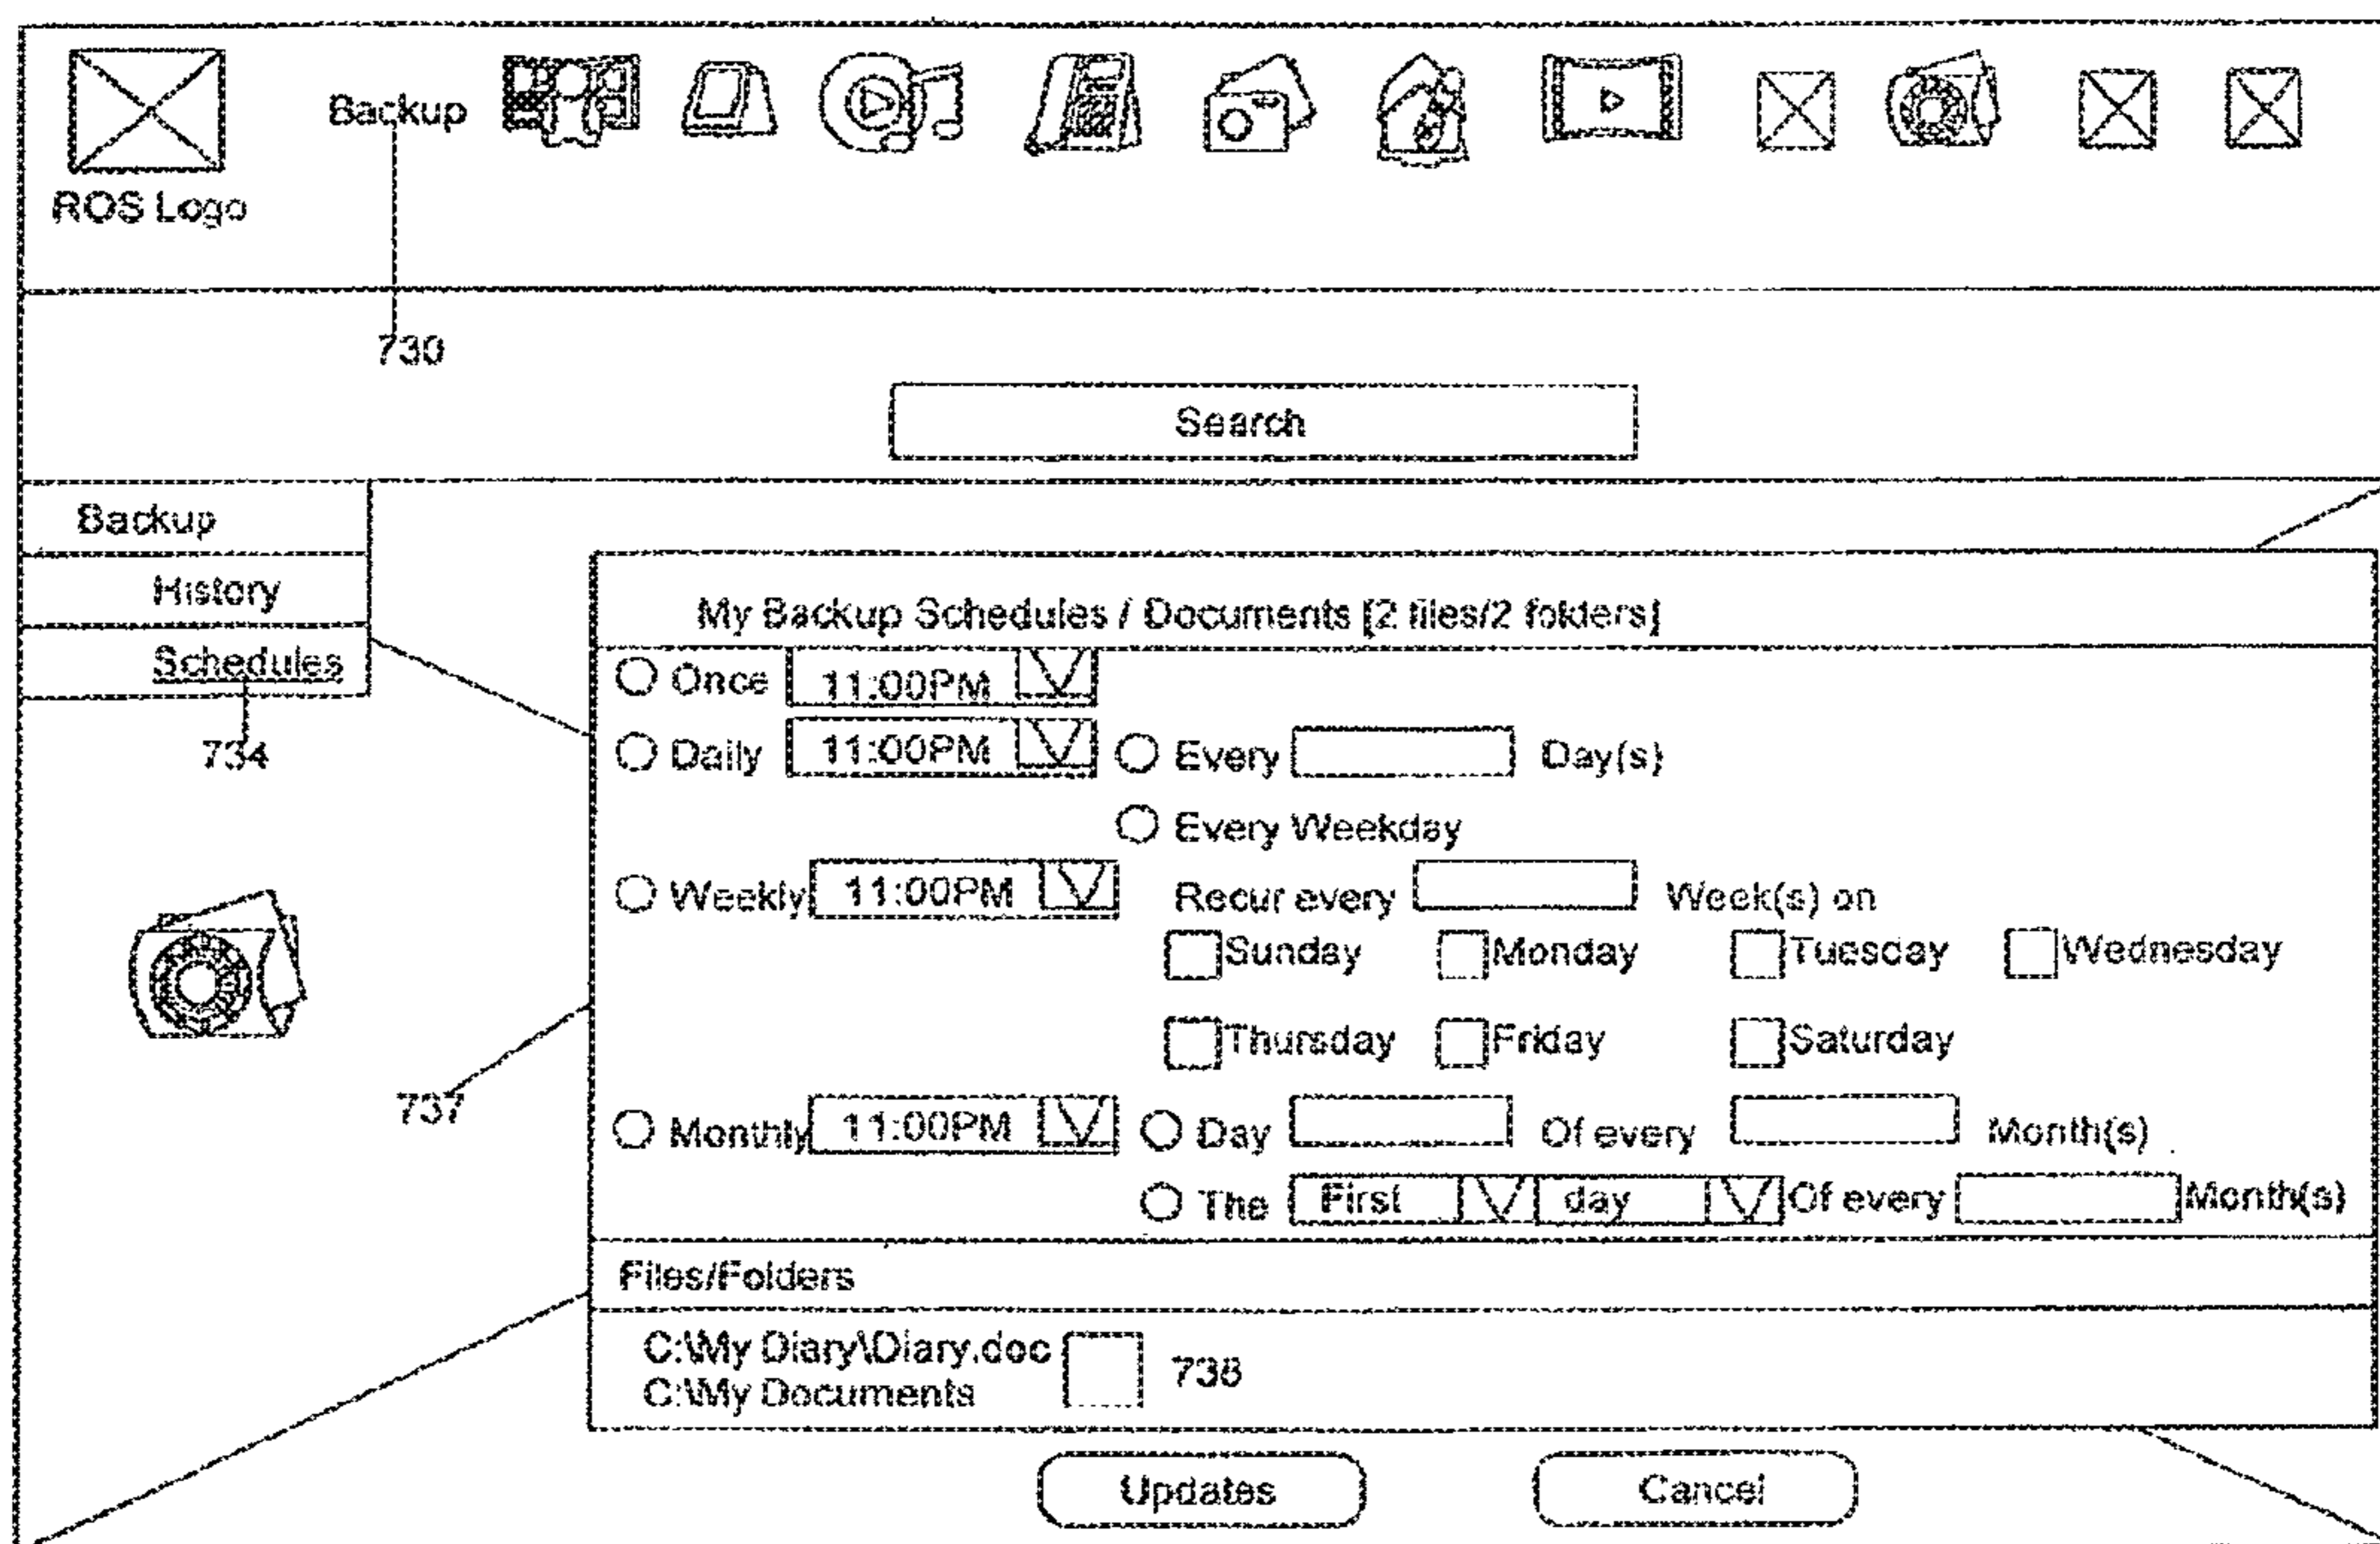 Backup
ROS Logo
730
Search
Backup
History
Schedules
734
My Backup Schedules / Documents [2 files/2 folders]
Once 11:00PM
Daily 11:00PM Every Day(s)
Every Weekday
Weekly 11:00PM Recur every Week(s) on
Sunday Monday Tuesday Wednesday
Thursday Friday Saturday
737
Monthly 11:00PM Day Of every Month(s)
The First day Of every Month(s)
Files/Folders
C:\My Diary\Diary.doc
C:\My Documents
738
Updates Cancel